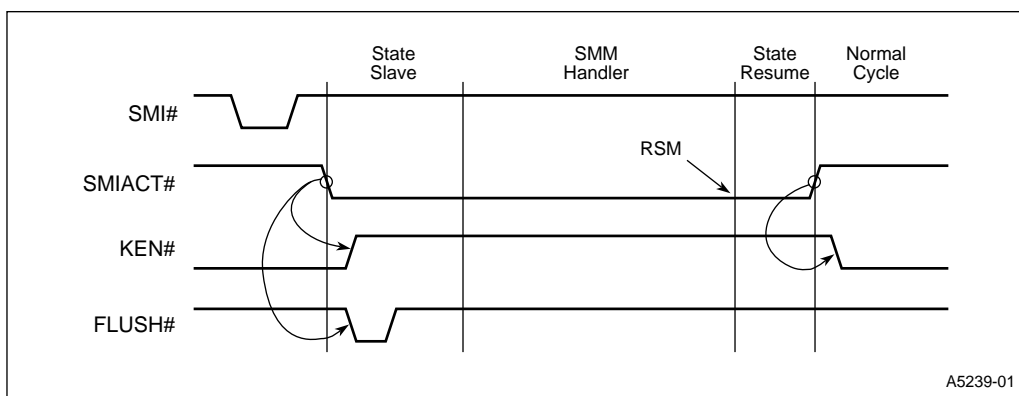 State
Slave
SMM
Handler
State
Resume
Normal
Cycle
SMI#
RSM
SMIACT#
KEN#
FLUSH#
A5239-01